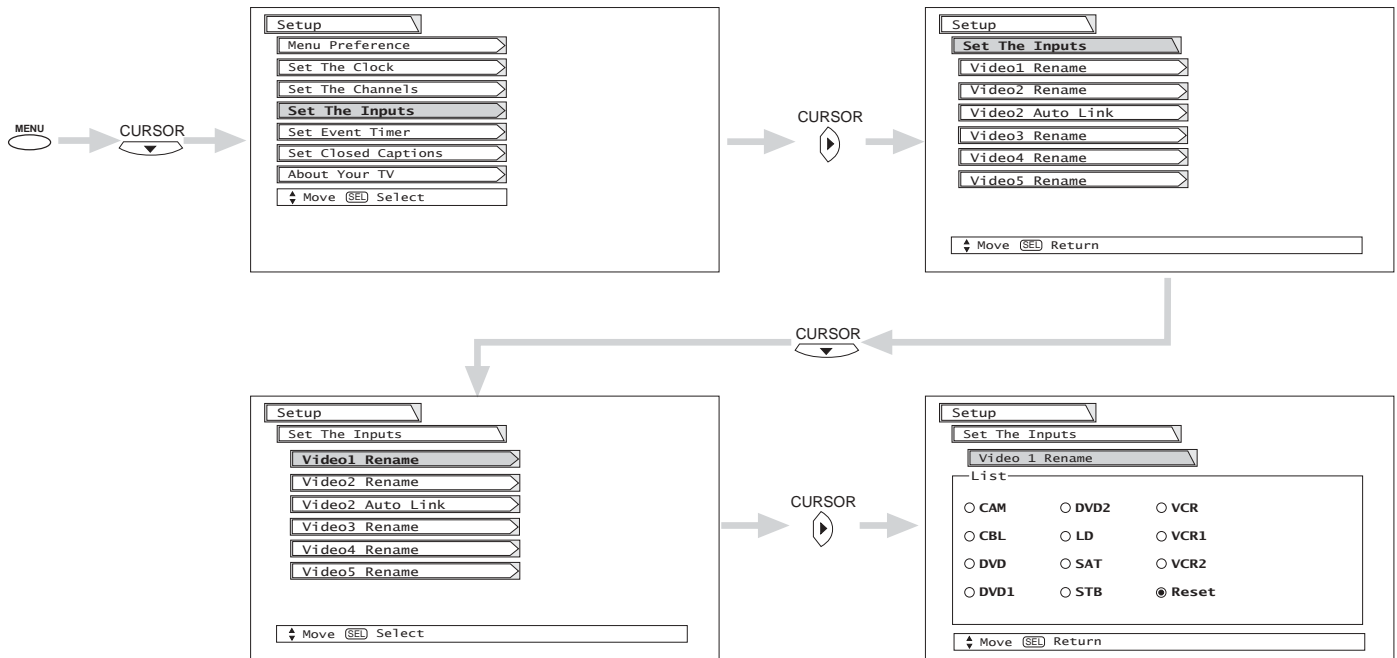 MENU
CURSOR
Setup
Menu Preference
Set The Clock
Set The Channels
Set The Inputs
Set Event Timer
Set Closed Captions
About Your TV
Move SEL Select
CURSOR
Setup
Set The Inputs
Video1 Rename
Video2 Rename
Video2 Auto Link
Video3 Rename
Video4 Rename
Video5 Rename
Move SEL Return
CURSOR
Setup
Set The Inputs
Video1 Rename
Video2 Rename
Video2 Auto Link
Video3 Rename
Video4 Rename
Video5 Rename
Move SEL Select
CURSOR
Setup
Set The Inputs
Video 1 Rename
List
CAM DVD2 VCR
CBL LD VCR1
DVD SAT VCR2
DVD1 STB Reset
Move SEL Return